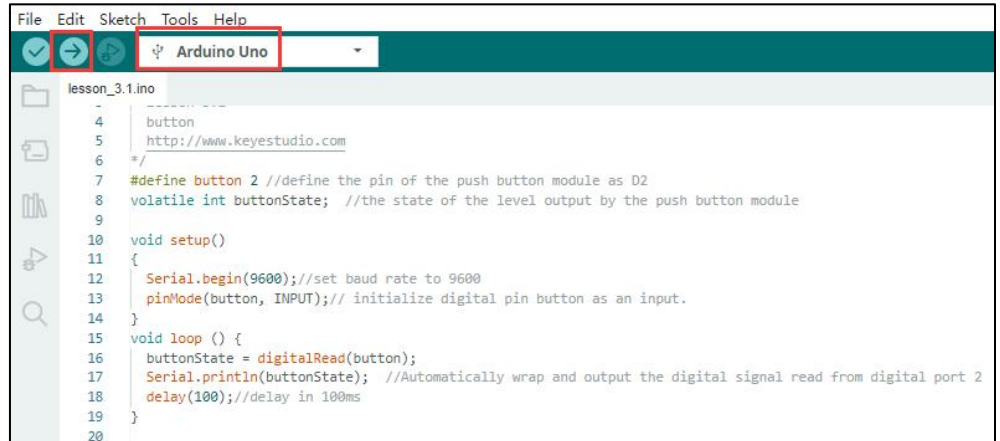 File Edit Sketch Tools Help
Arduino Uno
lesson_3.1.ino
4 button
5 http://www.keyestudio.com
6 */
7 #define button 2 //define the pin of the push button module as D2
8 volatile int buttonState;  //the state of the level output by the push button module
9
10 void setup()
11 {
12 Serial.begin(9600);//set baud rate to 9600
13 pinMode(button, INPUT);// initialize digital pin button as an input.
14 }
15 void loop () {
16 buttonState = digitalRead(button);
17 Serial.println(buttonState);  //Automatically wrap and output the digital signal read from digital port 2
18 delay(100);//delay in 100ms
19 }
20